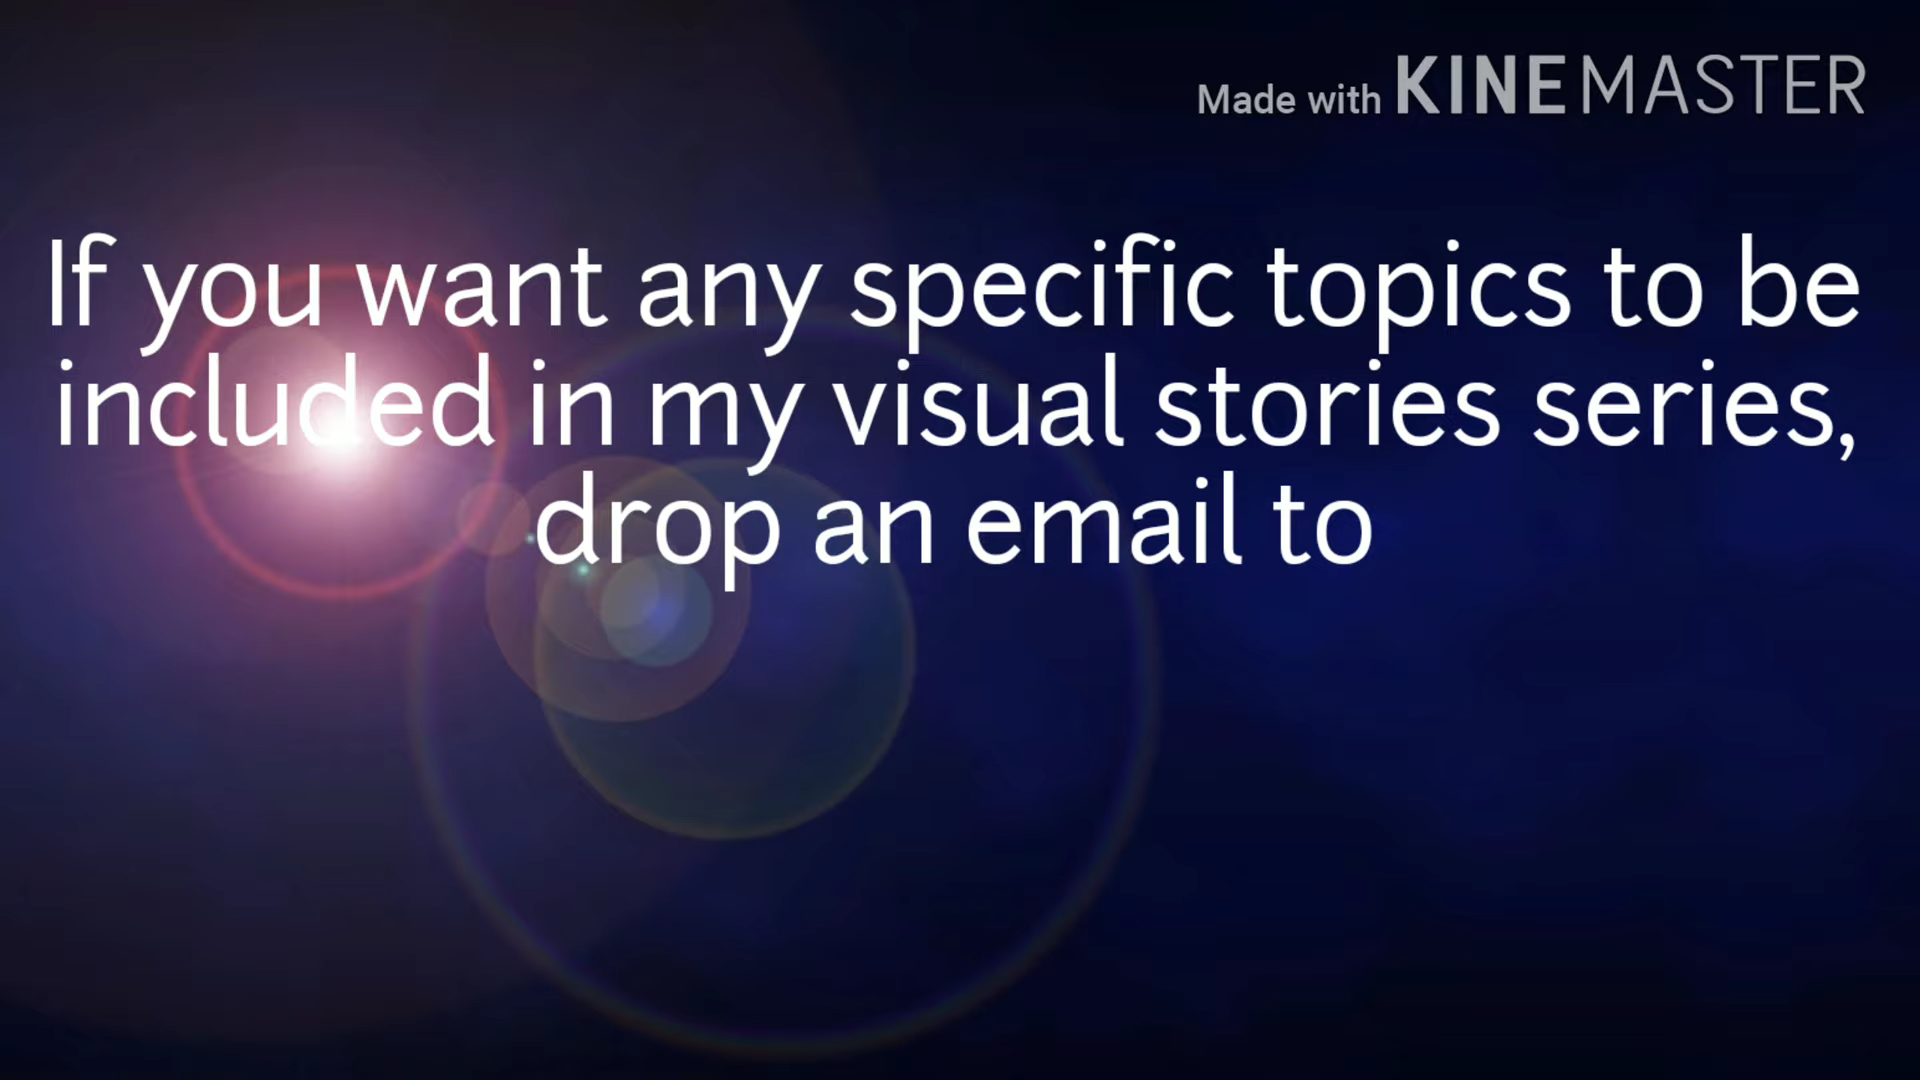 Made with KINEMASTER
If you want any specific topics to be
included in my visual stories series,
drop an email to